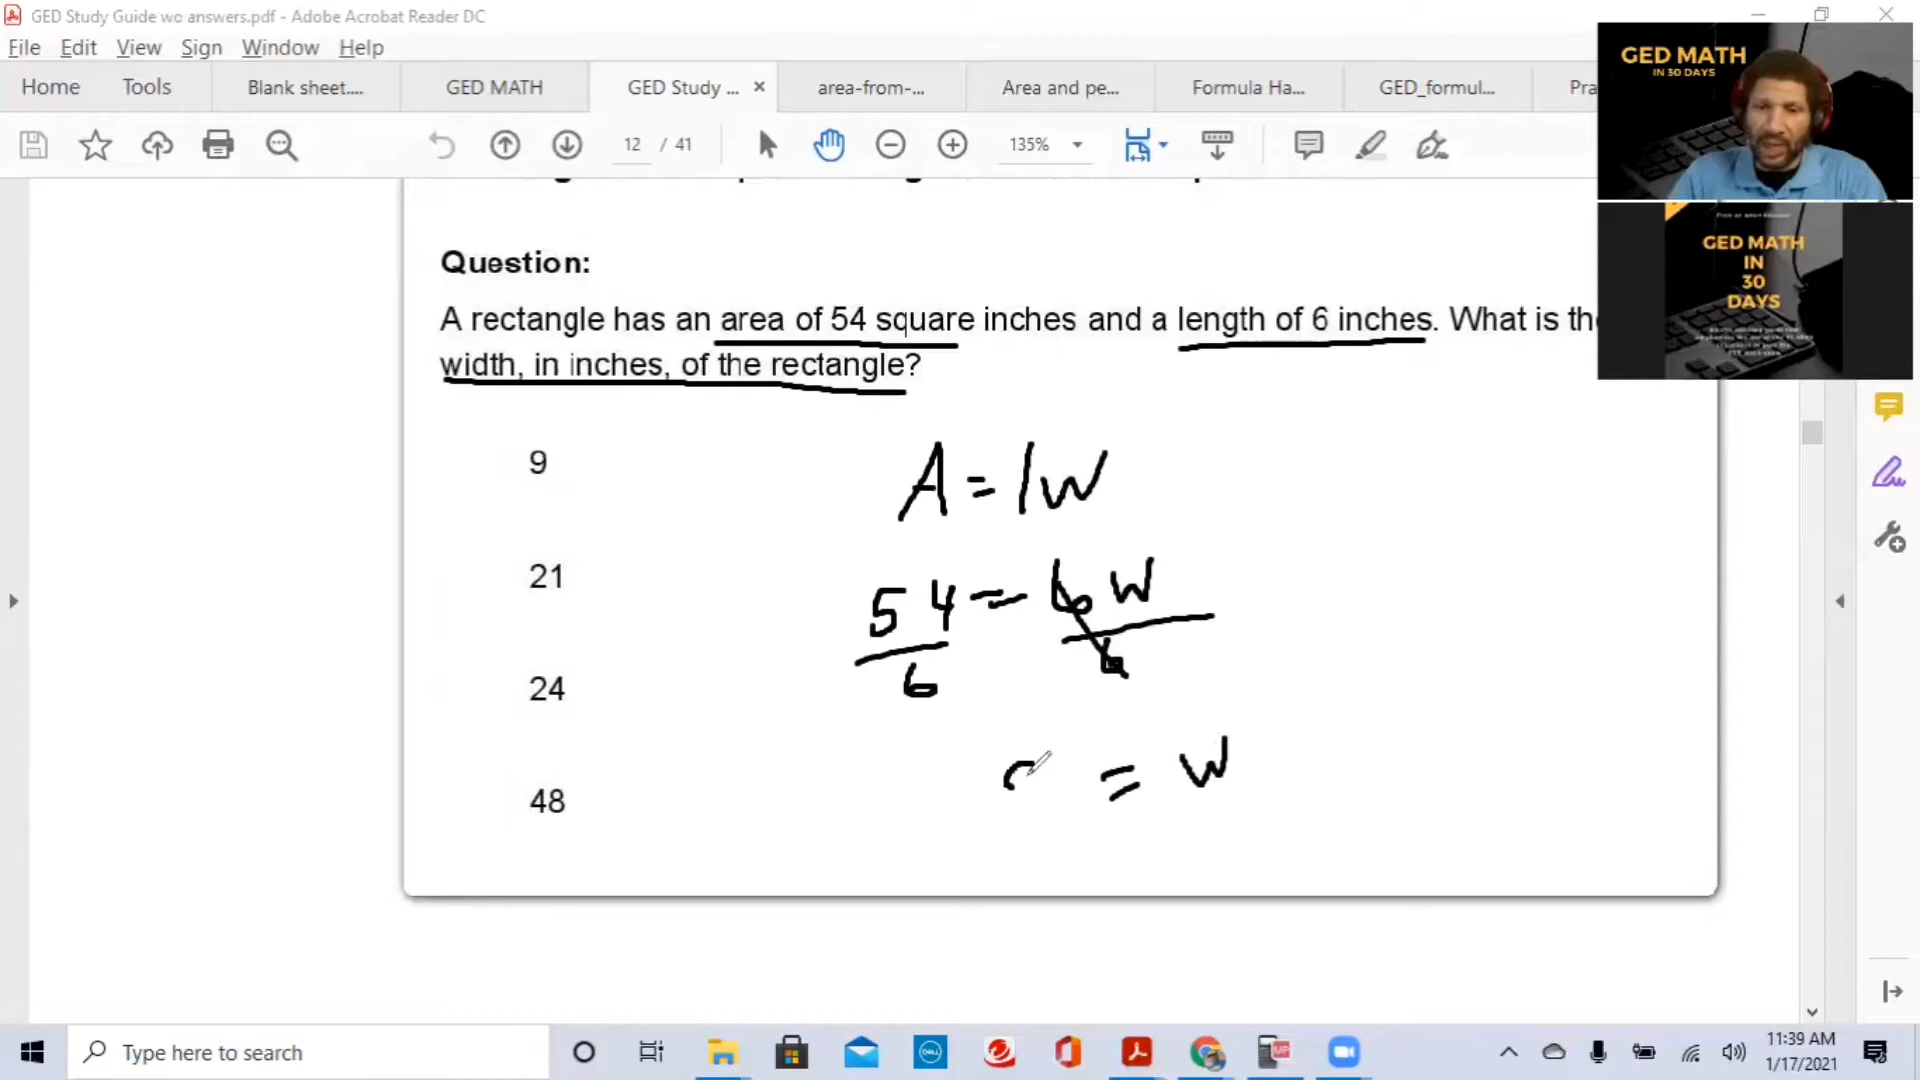 GED Study Guide wo answers.pdf - Adobe Acrobat Reader DC
File Edit View Sign Window Help
Home Tools Blank sheet.... GED MATH GED Study ... × area-from-... Area and pe... Formula Ha... GED_formul... Pra
12 / 41 135%
GED MATH
IN 30 DAYS
GED MATH
IN
30
DAYS
Question:
A rectangle has an area of 54 square inches and a length of 6 inches. What is the
width, in inches, of the rectangle?
9
21
24
48
A = lW
54 = 6W
6 6
= W
Type here to search
DELL
11:39 AM
1/17/2021